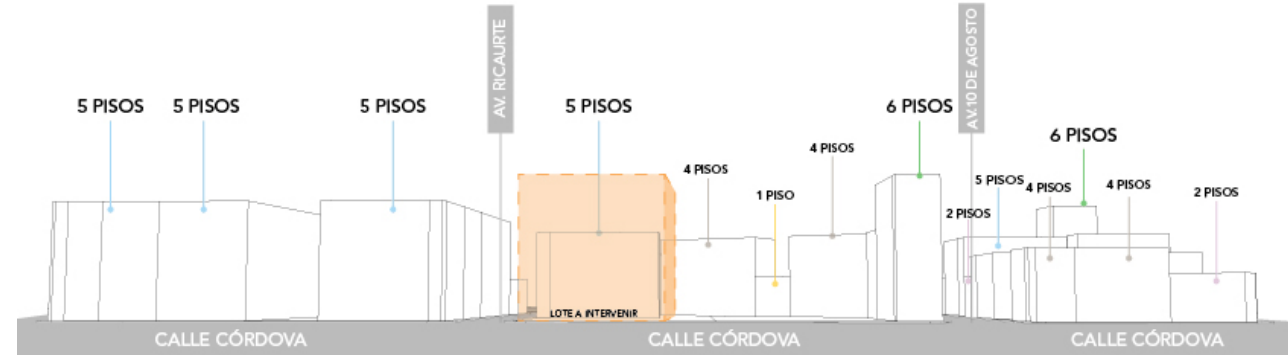 AV. RICAURTE
AV.10 DE AGOSTO
5 PISOS
5 PISOS
5 PISOS
5 PISOS
6 PISOS
6 PISOS
4 PISOS
4 PISOS
1 PISO
5 PISOS
4 PISOS
4 PISOS
2 PISOS
2 PISOS
LOTE A INTERVENIR
CALLE CÓRDOVA
CALLE CÓRDOVA
CALLE CÓRDOVA